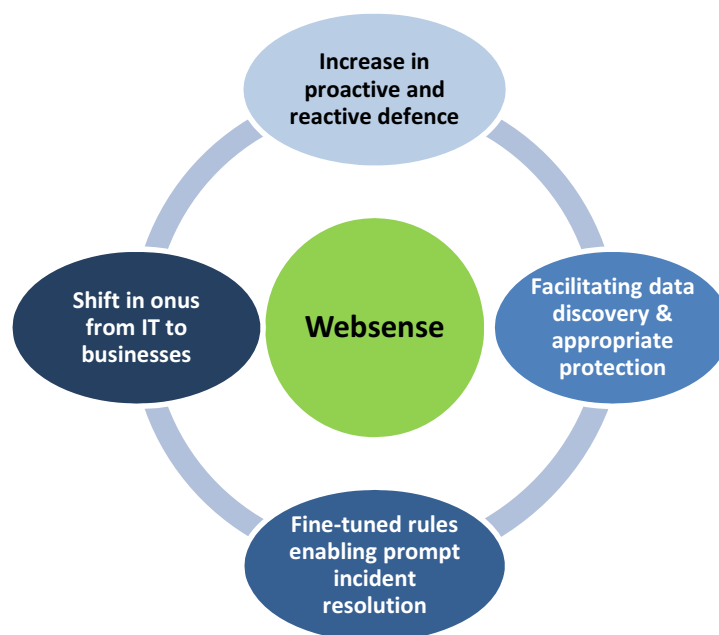 Increase in
proactive and
reactive defence
Facilitating data
discovery &
appropriate
protection
Shift in onus
from IT to
businesses
Websense
Fine-tuned rules
enabling prompt
incident
resolution